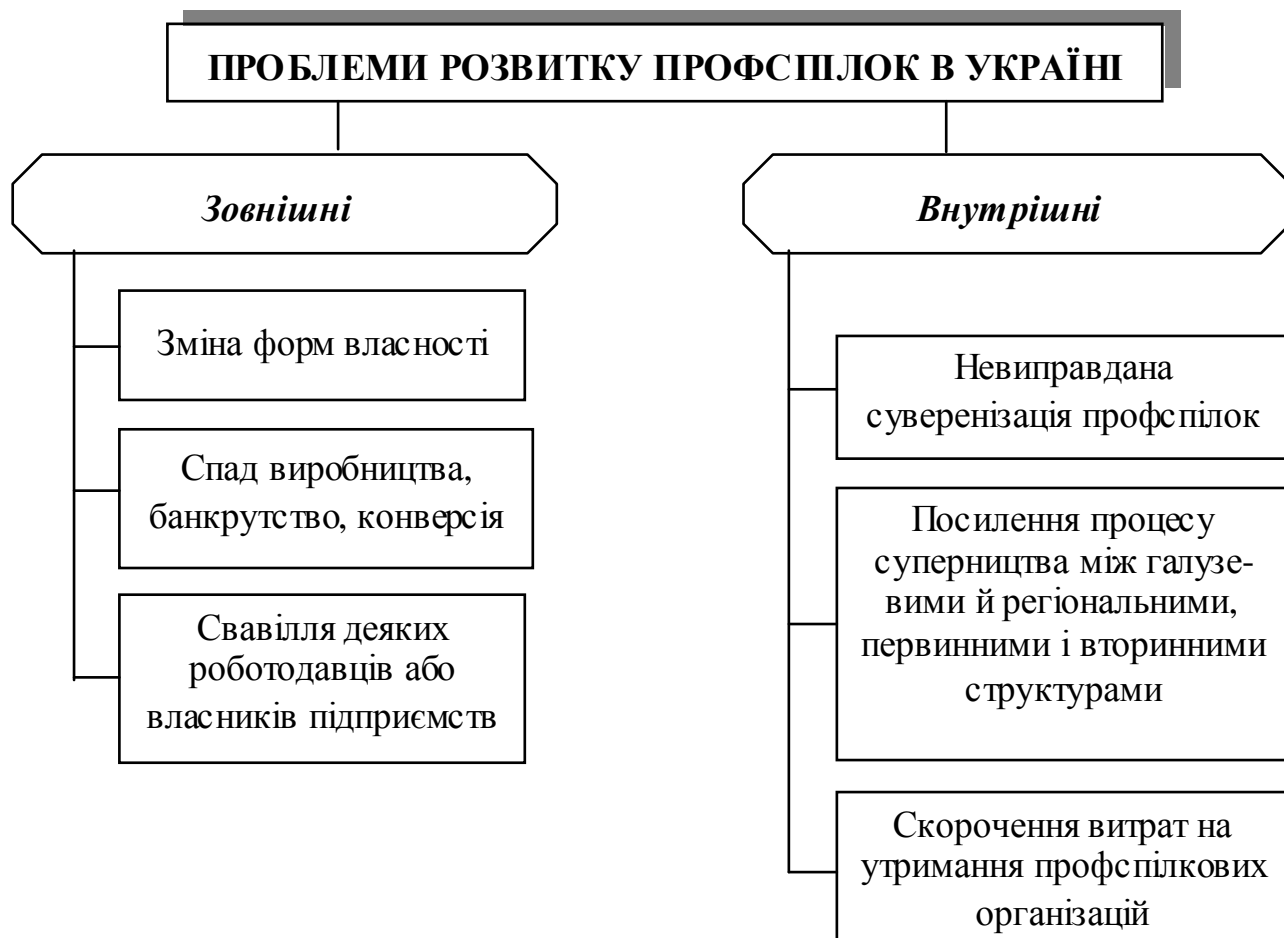 ПРОБЛЕМИ РОЗВИТКУ ПРОФСПІЛОК В УКРАЇНІ
Зовнішні
Зміна форм власності
Спад виробництва,
банкрутство, конверсія
Свавілля деяких
роботодавців або
власників підприємств
Внутрішні
Невиправдана
суверенізація профспілок
Посилення процесу
суперництва між галузе-
вими й регіональними,
первинними і вторинними
структурами
Скорочення витрат на
утримання профспілкових
організацій